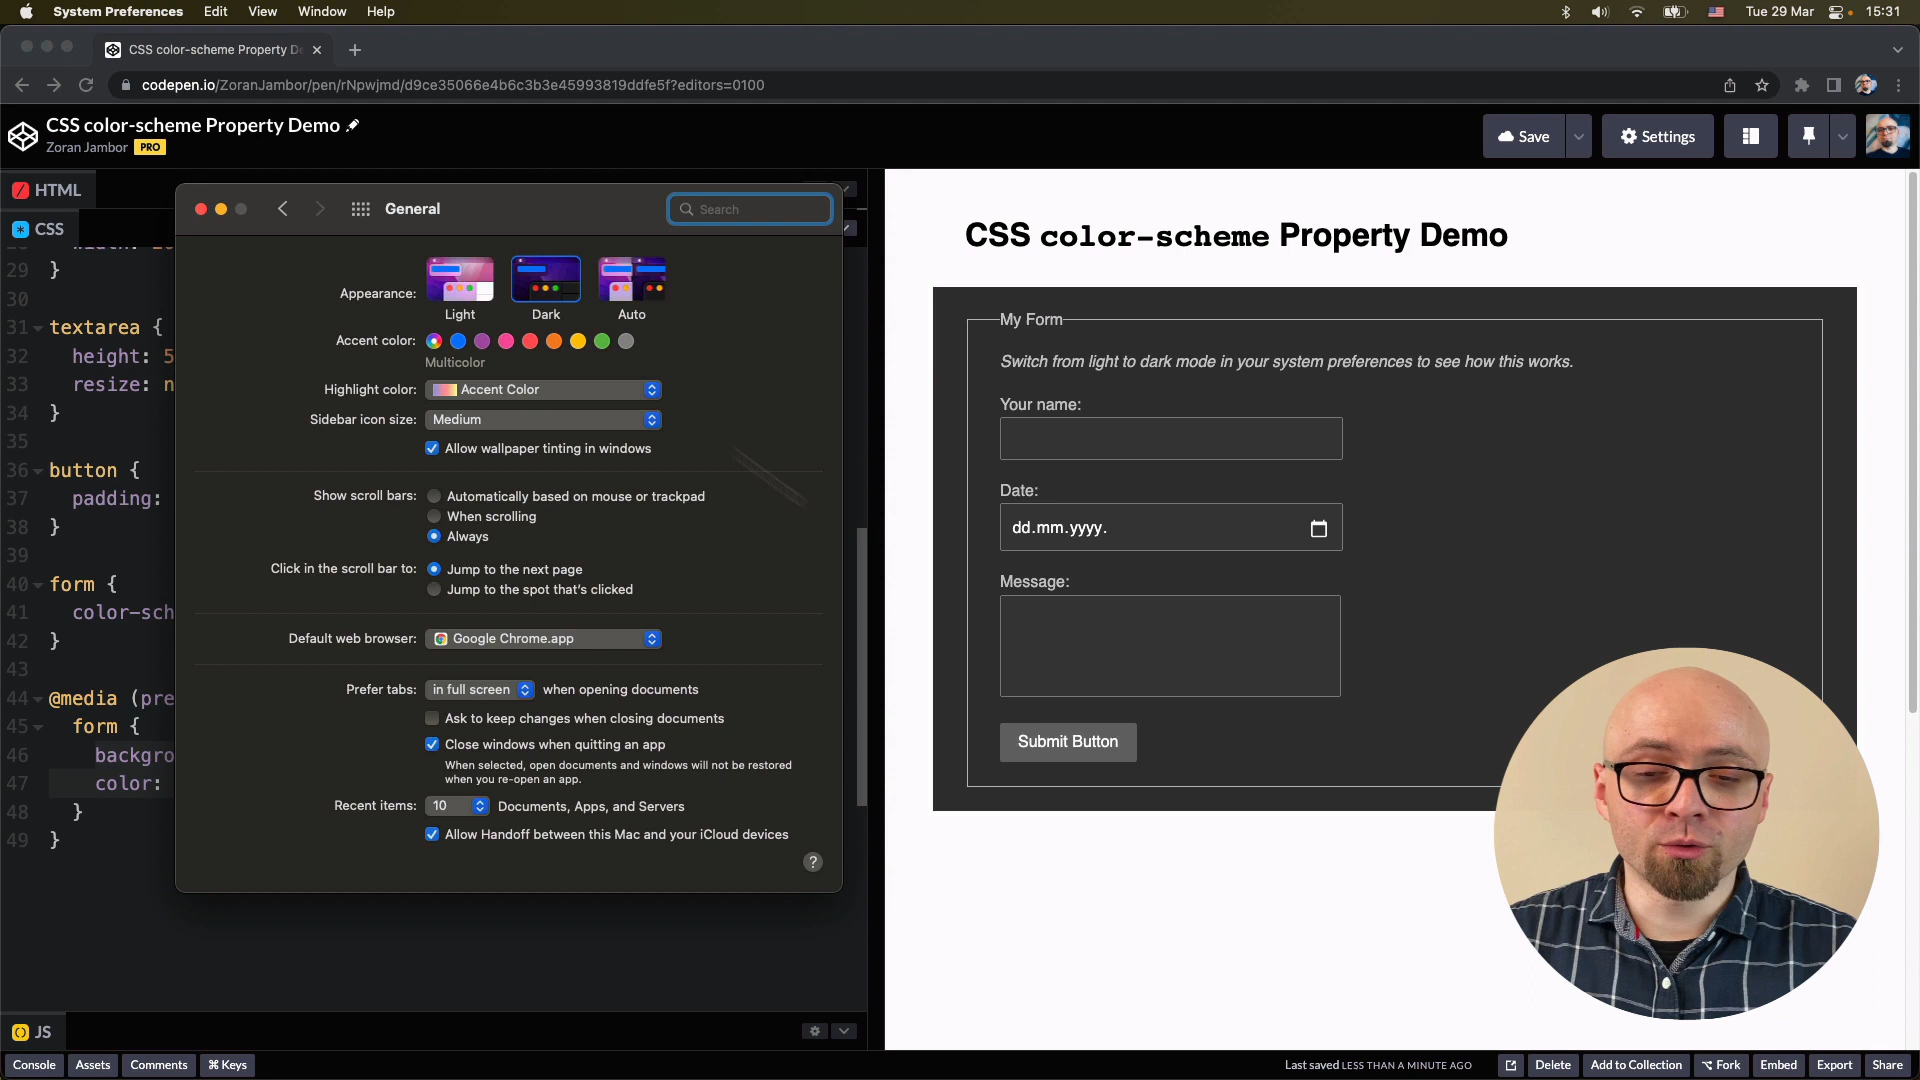 System Preferences Edit View Window Help
Tue 29 Mar 15:31
CSS color-scheme Property De
codepen.io/ZoranJambor/pen/rNpwjmd/d9ce35066e4b6c3b3e45993819ddfe5f?editors=0100
CSS color-scheme Property Demo
Zoran Jambor PRO
Save
Settings
HTML
CSS
29 }
30
31 textarea {
32 height: 5
33 resize: n
34 }
35
36 button {
37 padding:
38 }
39
40 form {
41 color-sch
42 }
43
44 @media (pre
45 form {
46 backgro
47 color:
48 }
49 }
General
Search
Appearance:
Light Dark Auto
Accent color:
Multicolor
Highlight color: Accent Color
Sidebar icon size: Medium
Allow wallpaper tinting in windows
Show scroll bars: Automatically based on mouse or trackpad
When scrolling
Always
Click in the scroll bar to: Jump to the next page
Jump to the spot that's clicked
Default web browser: Google Chrome.app
Prefer tabs: in full screen when opening documents
Ask to keep changes when closing documents
Close windows when quitting an app
When selected, open documents and windows will not be restored
when you re-open an app.
Recent items: 10 Documents, Apps, and Servers
Allow Handoff between this Mac and your iCloud devices
?
CSS color-scheme Property Demo
My Form
Switch from light to dark mode in your system preferences to see how this works.
Your name:
Date:
dd.mm.yyyy.
Message:
Submit Button
JS
Console Assets Comments ⌘ Keys
Last saved LESS THAN A MINUTE AGO
Delete Add to Collection Fork Embed Export Share